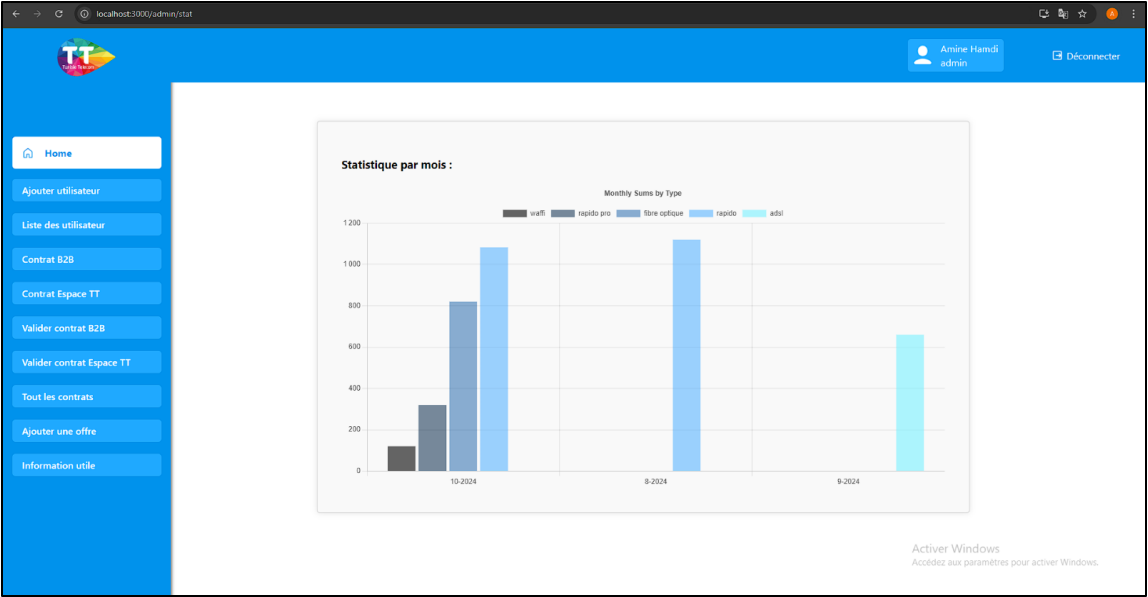 localhost:3000/admin/stat
TT
Tunisie Telecom
Amine Hamdi
admin
Déconnecter
Home
Ajouter utilisateur
Liste des utilisateur
Contrat B2B
Contrat Espace TT
Valider contrat B2B
Valider contrat Espace TT
Tout les contrats
Ajouter une offre
Information utile
Statistique par mois :
Monthly Sums by Type
waffi rapido pro fibre optique rapido adsl
1 200
1 000
800
600
400
200
0
10-2024 8-2024 9-2024
Activer Windows
Accédez aux paramètres pour activer Windows.